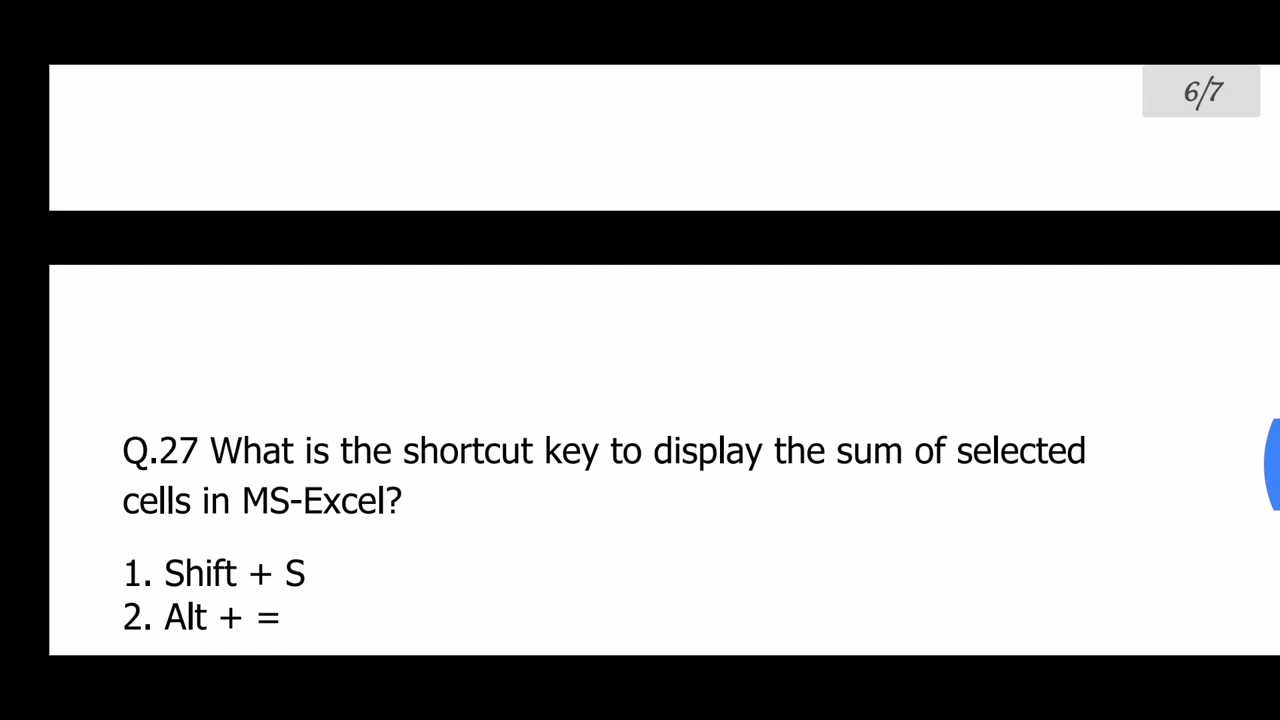 6/7
Q.27 What is the shortcut key to display the sum of selected
cells in MS-Excel?
1. Shift + S
2. Alt + =